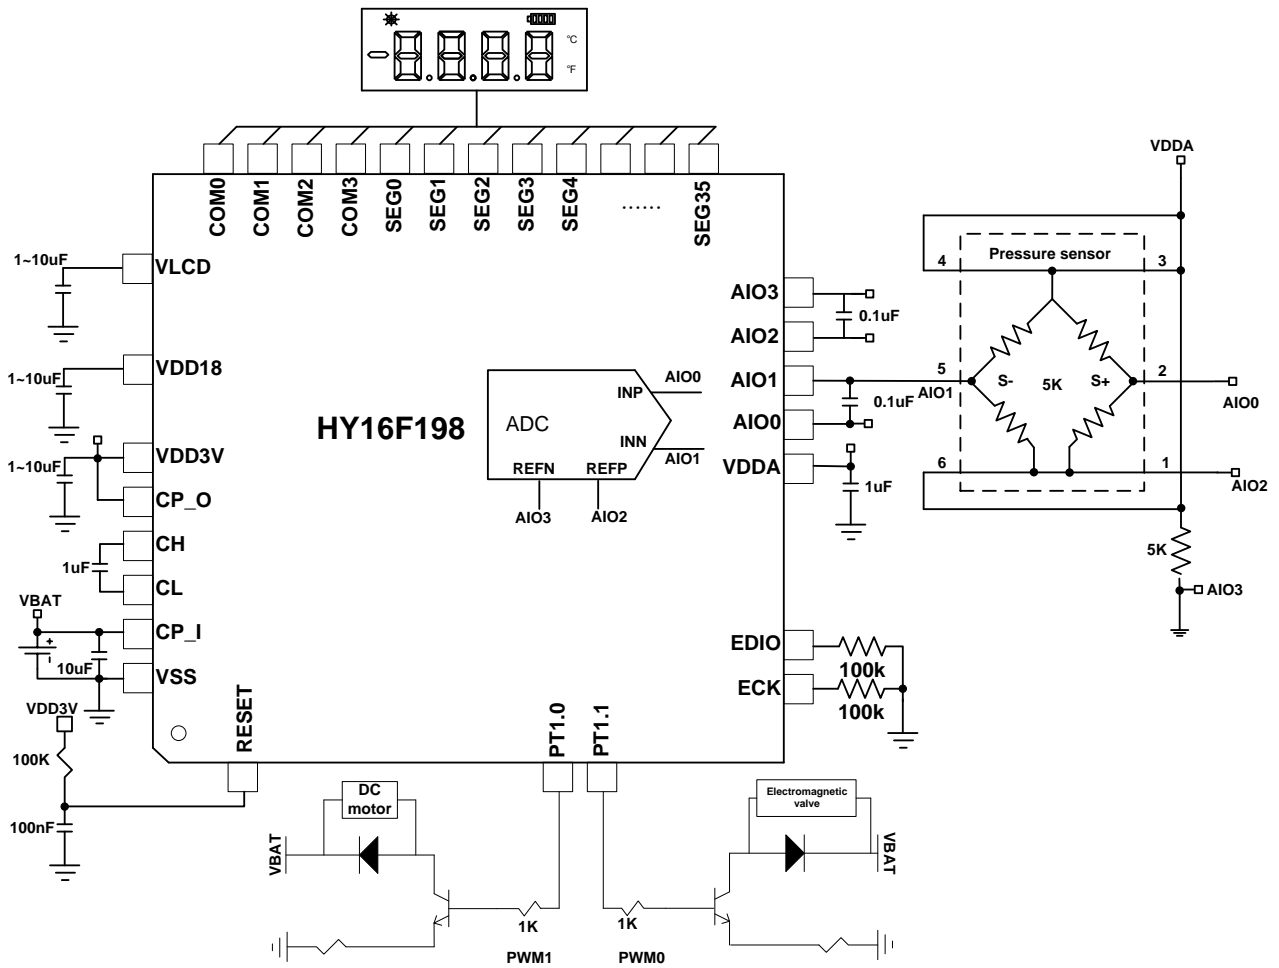 °C
°F
COM0
COM1
COM2
COM3
SEG0
SEG1
SEG2
SEG3
SEG4
......
SEG35
VDDA
1~10uF
VLCD
1~10uF
VDD18
1~10uF
VDD3V
CP_O
CH
1uF
CL
VBAT
+
-
CP_I
10uF
VSS
VDD3V
100K
100nF
RESET
HY16F198
ADC
INP
AIO0
INN
AIO1
REFN
REFP
AIO3
AIO2
AIO3
0.1uF
AIO2
AIO1
0.1uF
AIO0
VDDA
1uF
Pressure sensor
4
3
5
AIO1
S-
5K
S+
2
AIO0
6
1
AIO2
5K
AIO3
EDIO
100k
ECK
100k
PT1.0
PT1.1
DC
motor
VBAT
1K
PWM1
Electromagnetic
valve
VBAT
1K
PWM0